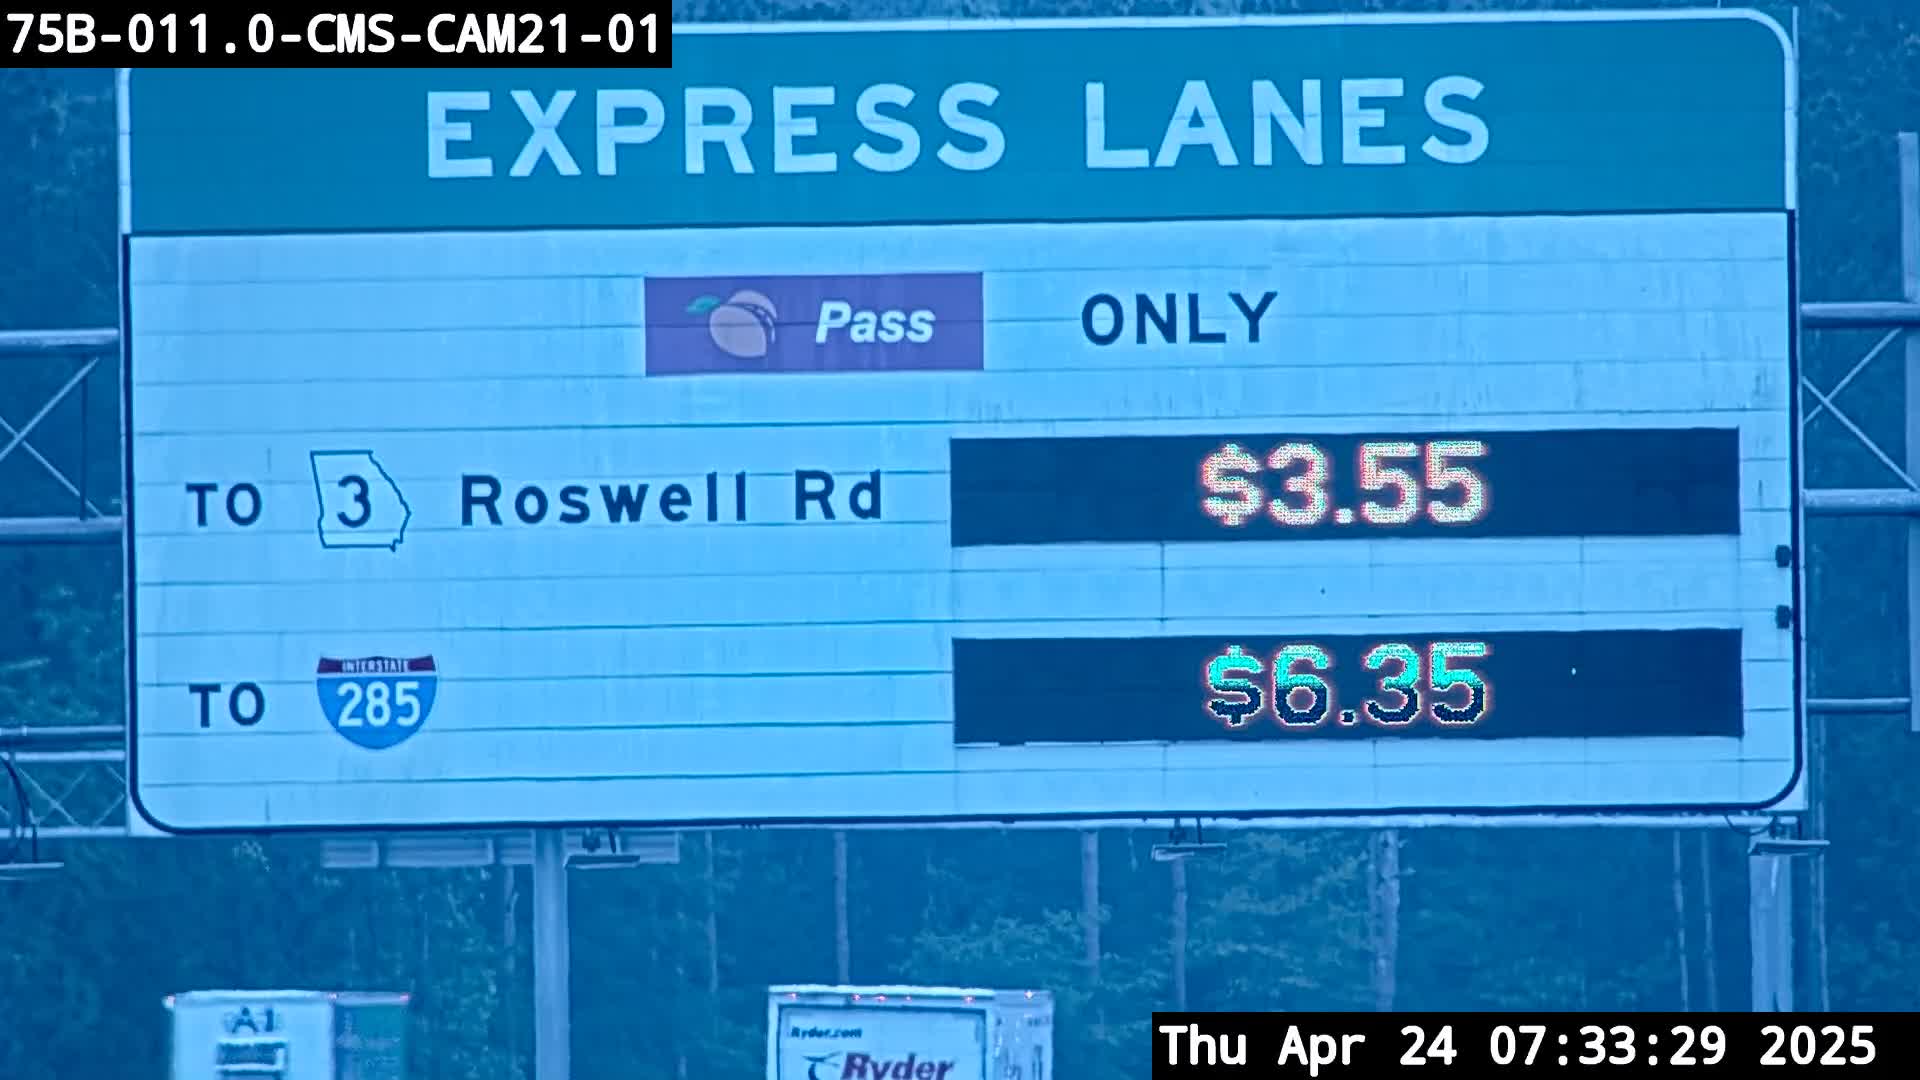 75B-011.0-CMS-CAM21-01
EXPRESS LANES
Pass ONLY
TO 3 Roswell Rd $3.55
INTERSTATE
TO 285 $6.35
A1
Ryder.com
Ryder
Thu Apr 24 07:33:29 2025